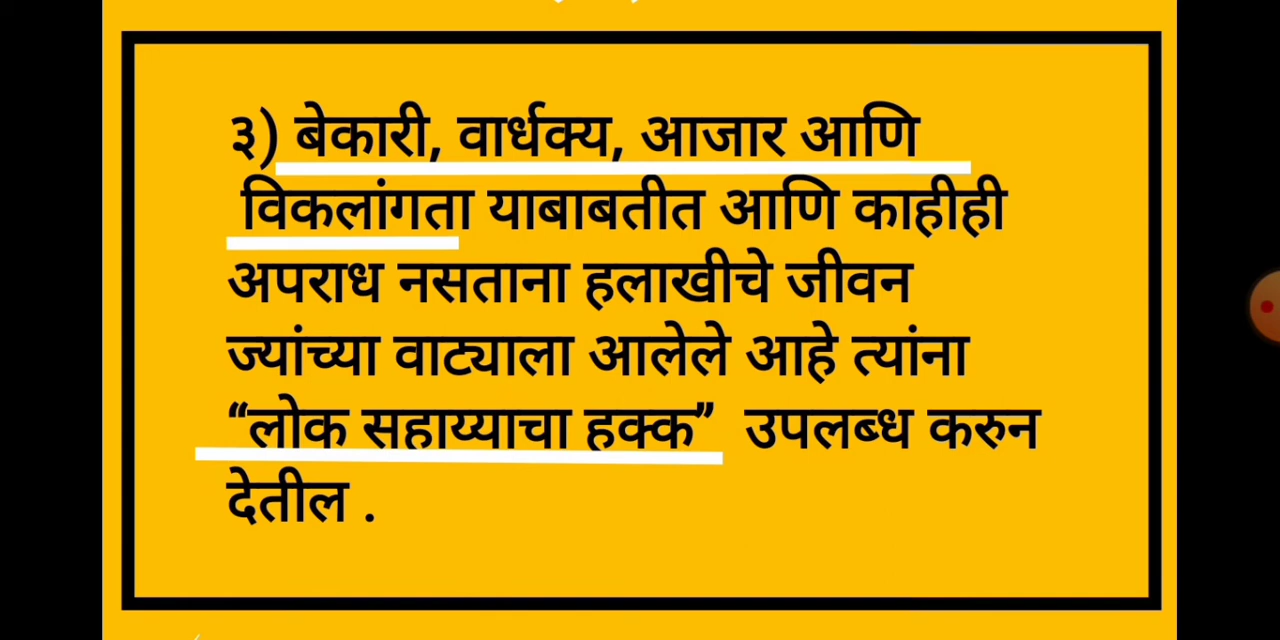 ३) बेकारी, वार्धक्य, आजार आणि
विकलांगता याबाबतीत आणि काहीही
अपराध नसताना हलाखीचे जीवन
ज्यांच्या वाट्याला आलेले आहे त्यांना
“लोक सहाय्याचा हक्क” उपलब्ध करुन
देतील .